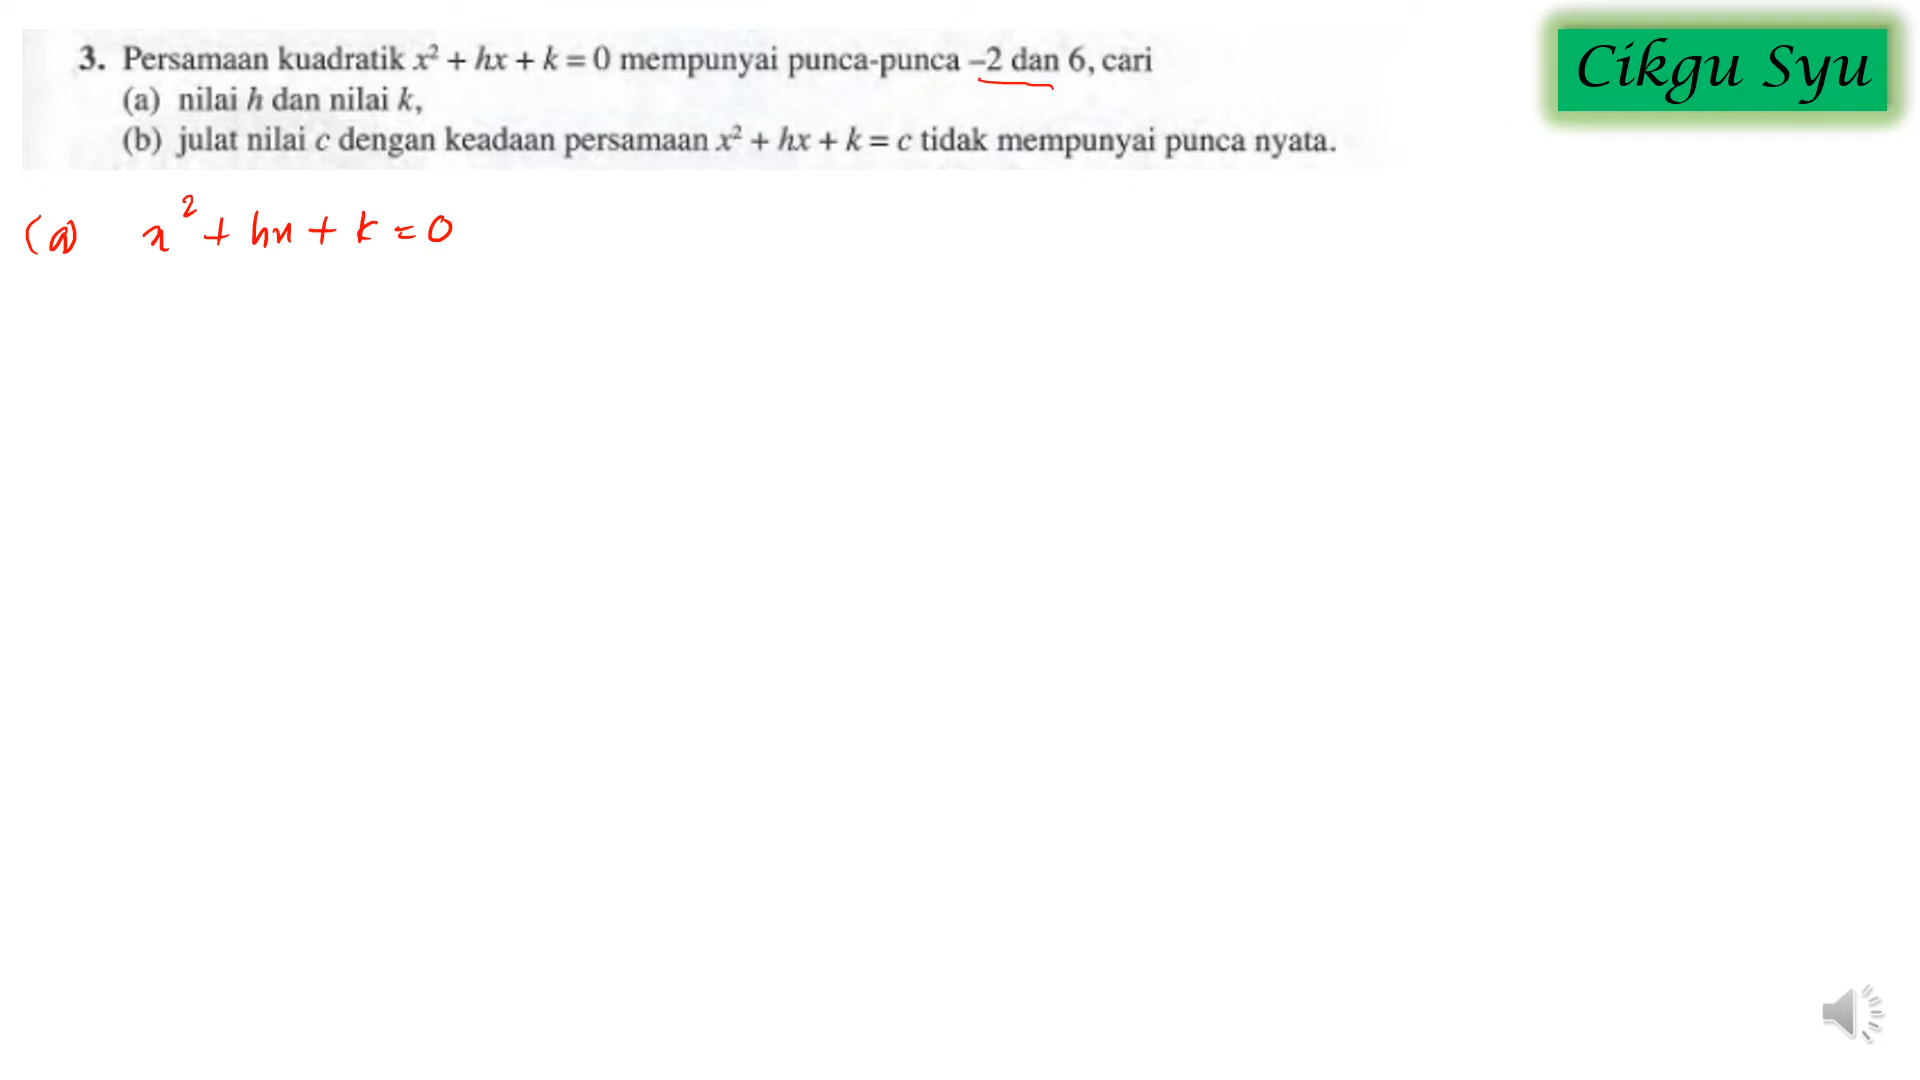 3. Persamaan kuadratik x² + hx + k = 0 mempunyai punca-punca –2 dan 6, cari
(a) nilai h dan nilai k,
(b) julat nilai c dengan keadaan persamaan x² + hx + k = c tidak mempunyai punca nyata.
Cikgu Syu
(a) x² + hx + k = 0